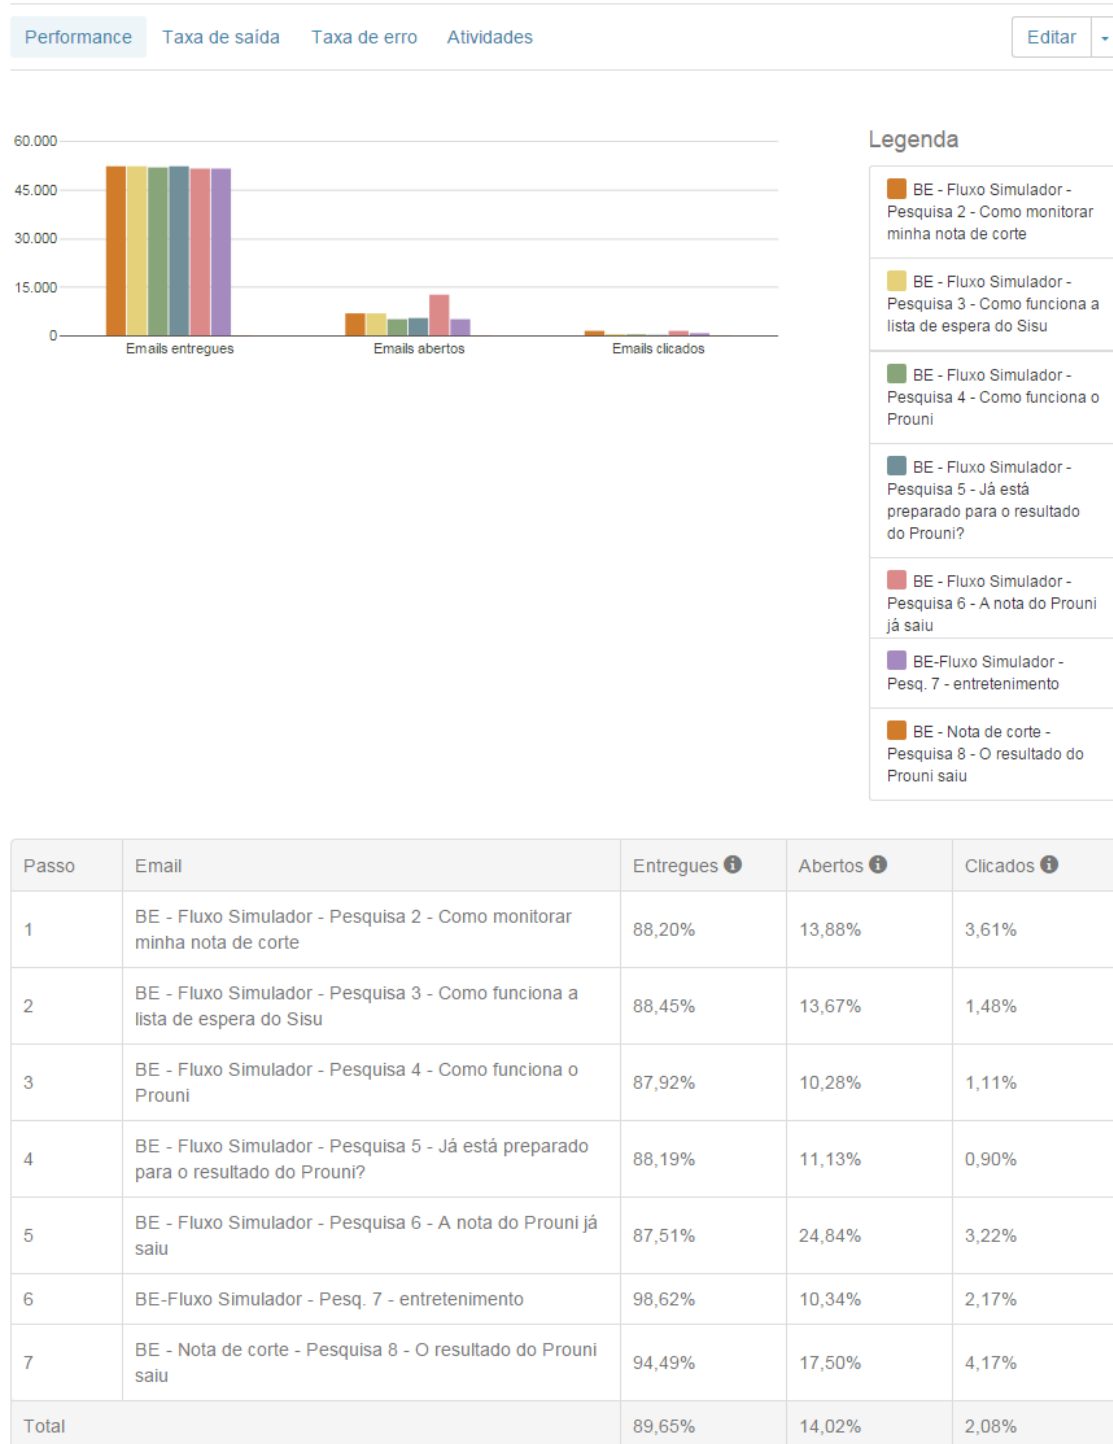 Performance Taxa de saída Taxa de erro Atividades Editar
60.000
45.000
30.000
15.000
0
Emails entregues Emails abertos Emails clicados
Legenda
BE - Fluxo Simulador -
Pesquisa 2 - Como monitorar
minha nota de corte
BE - Fluxo Simulador -
Pesquisa 3 - Como funciona a
lista de espera do Sisu
BE - Fluxo Simulador -
Pesquisa 4 - Como funciona o
Prouni
BE - Fluxo Simulador -
Pesquisa 5 - Já está
preparado para o resultado
do Prouni?
BE - Fluxo Simulador -
Pesquisa 6 - A nota do Prouni
já saiu
BE-Fluxo Simulador -
Pesq. 7 - entretenimento
BE - Nota de corte -
Pesquisa 8 - O resultado do
Prouni saiu
Passo Email Entregues Abertos Clicados
1 BE - Fluxo Simulador - Pesquisa 2 - Como monitorar
minha nota de corte 88,20% 13,88% 3,61%
2 BE - Fluxo Simulador - Pesquisa 3 - Como funciona a
lista de espera do Sisu 88,45% 13,67% 1,48%
3 BE - Fluxo Simulador - Pesquisa 4 - Como funciona o
Prouni 87,92% 10,28% 1,11%
4 BE - Fluxo Simulador - Pesquisa 5 - Já está preparado
para o resultado do Prouni? 88,19% 11,13% 0,90%
5 BE - Fluxo Simulador - Pesquisa 6 - A nota do Prouni já
saiu 87,51% 24,84% 3,22%
6 BE-Fluxo Simulador - Pesq. 7 - entretenimento 98,62% 10,34% 2,17%
7 BE - Nota de corte - Pesquisa 8 - O resultado do Prouni
saiu 94,49% 17,50% 4,17%
Total 89,65% 14,02% 2,08%